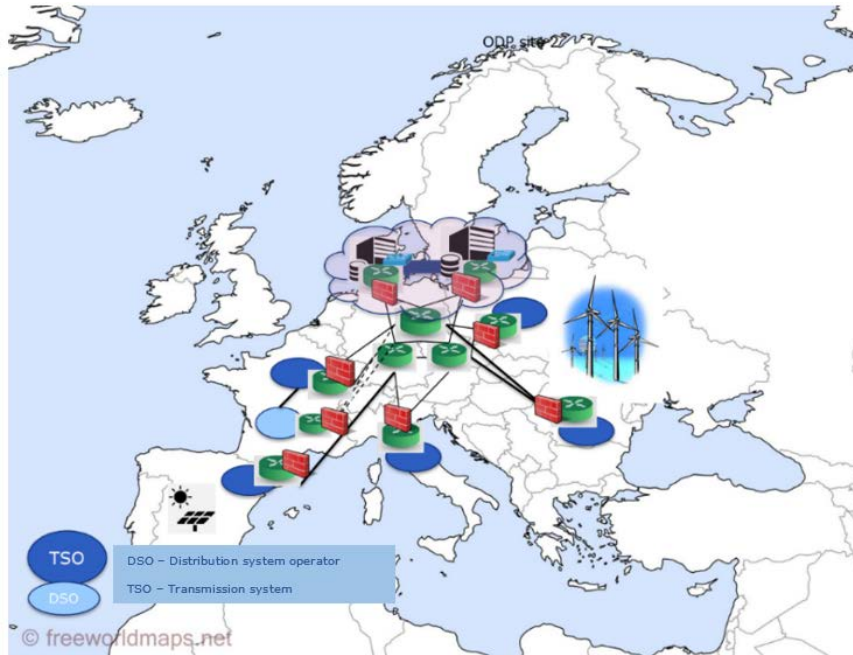 ODP site
TSO
DSO
DSO – Distribution system operator
TSO – Transmission system
© freeworldmaps.net